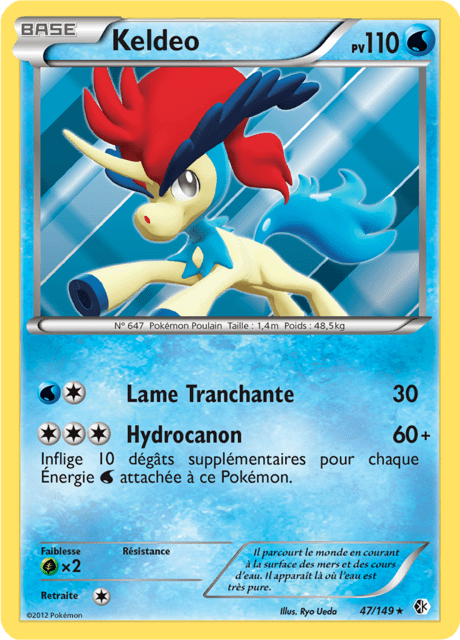 BASE
Keldeo
PV110
Nº 647 Pokémon Poulain Taille : 1,4m Poids : 48,5kg
Lame Tranchante 30
Hydrocanon 60+
Inflige 10 dégâts supplémentaires pour chaque
Énergie attachée à ce Pokémon.
Faiblesse Résistance
×2
Retraite
Il parcourt le monde en courant
à la surface des mers et des cours
d'eau. Il apparaît là où l'eau est
très pure.
Illus. Ryo Ueda 47/149 ★
©2012 Pokémon